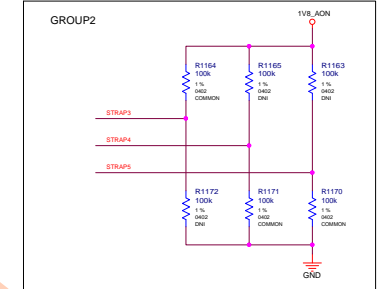 GROUP2
1V8_AON
R1164
100k
1 %
0402
COMMON
R1165
100k
1 %
0402
DNI
R1163
100k
1 %
0402
DNI
STRAP3
STRAP4
STRAP5
R1172
100k
1 %
0402
DNI
R1171
100k
1 %
0402
COMMON
R1170
100k
1 %
0402
COMMON
GND